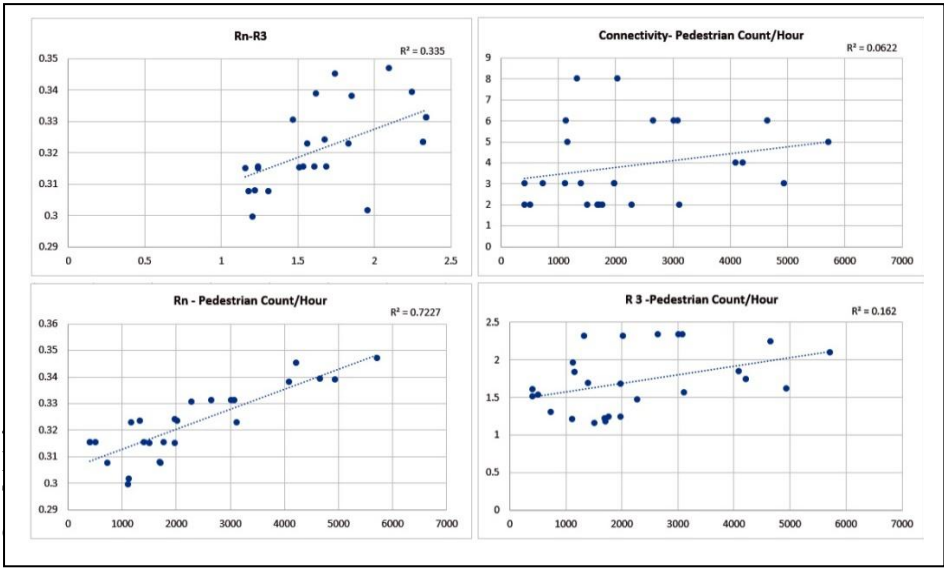 Rn-R3
R² = 0.335
0.35
0.34
0.33
0.32
0.31
0.3
0.29
0 0.5 1 1.5 2 2.5
Connectivity- Pedestrian Count/Hour
R² = 0.0622
9
8
7
6
5
4
3
2
1
0
0 1000 2000 3000 4000 5000 6000 7000
Rn - Pedestrian Count/Hour
R² = 0.7227
0.36
0.35
0.34
0.33
0.32
0.31
0.3
0.29
0 1000 2000 3000 4000 5000 6000 7000
R 3 -Pedestrian Count/Hour
R² = 0.162
2.5
2
1.5
1
0.5
0
0 1000 2000 3000 4000 5000 6000 7000